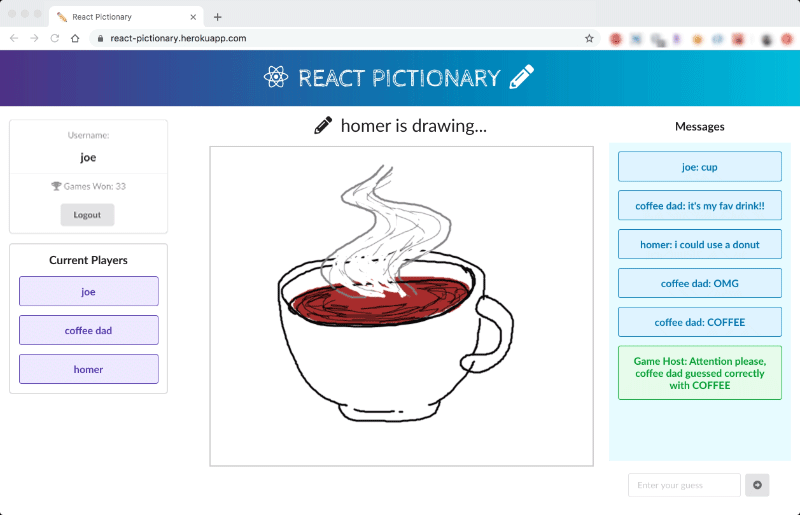 React Pictionary
react-pictionary.herokuapp.com
REACT PICTIONARY
Username:
joe
Games Won: 33
Logout
Current Players
joe
coffee dad
homer
homer is drawing...
Messages
joe: cup
coffee dad: it's my fav drink!!
homer: i could use a donut
coffee dad: OMG
coffee dad: COFFEE
Game Host: Attention please,
coffee dad guessed correctly
with COFFEE
Enter your guess